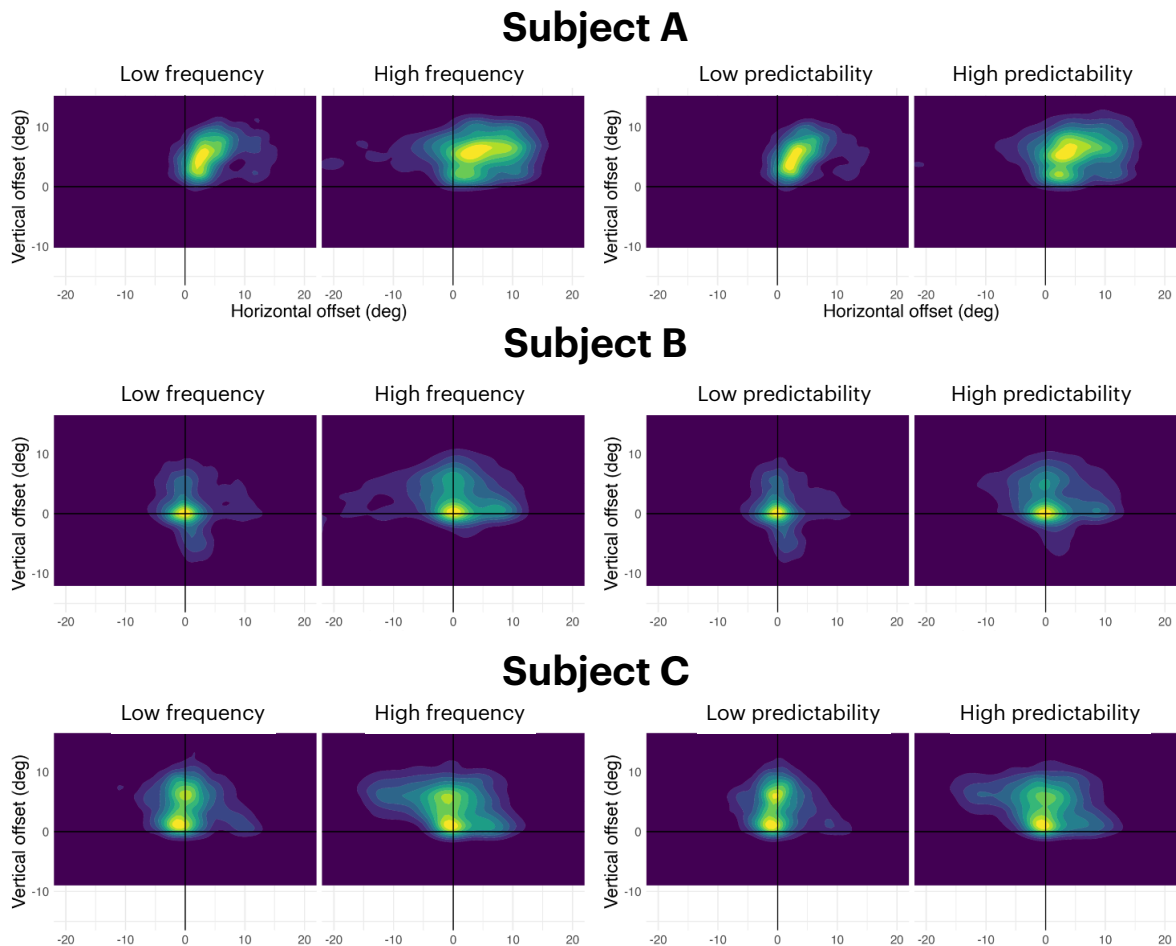 Subject A
Low frequency High frequency Low predictability High predictability
Vertical offset (deg) Vertical offset (deg)
10 10
0 0
-10 -10
-20 -10 0 10 20 0 10 20 -20 -10 0 10 20 0 10 20
Horizontal offset (deg) Horizontal offset (deg)
Subject B
Low frequency High frequency Low predictability High predictability
Vertical offset (deg) Vertical offset (deg)
10 10
0 0
-10 -10
-20 -10 0 10 20 -20 -10 0 10 20 -20 -10 0 10 20 -20 -10 0 10 20
Subject C
Low frequency High frequency Low predictability High predictability
Vertical offset (deg) Vertical offset (deg)
10 10
0 0
-10 -10
-20 -10 0 10 20 -20 -10 0 10 20 -20 -10 0 10 20 -20 -10 0 10 20